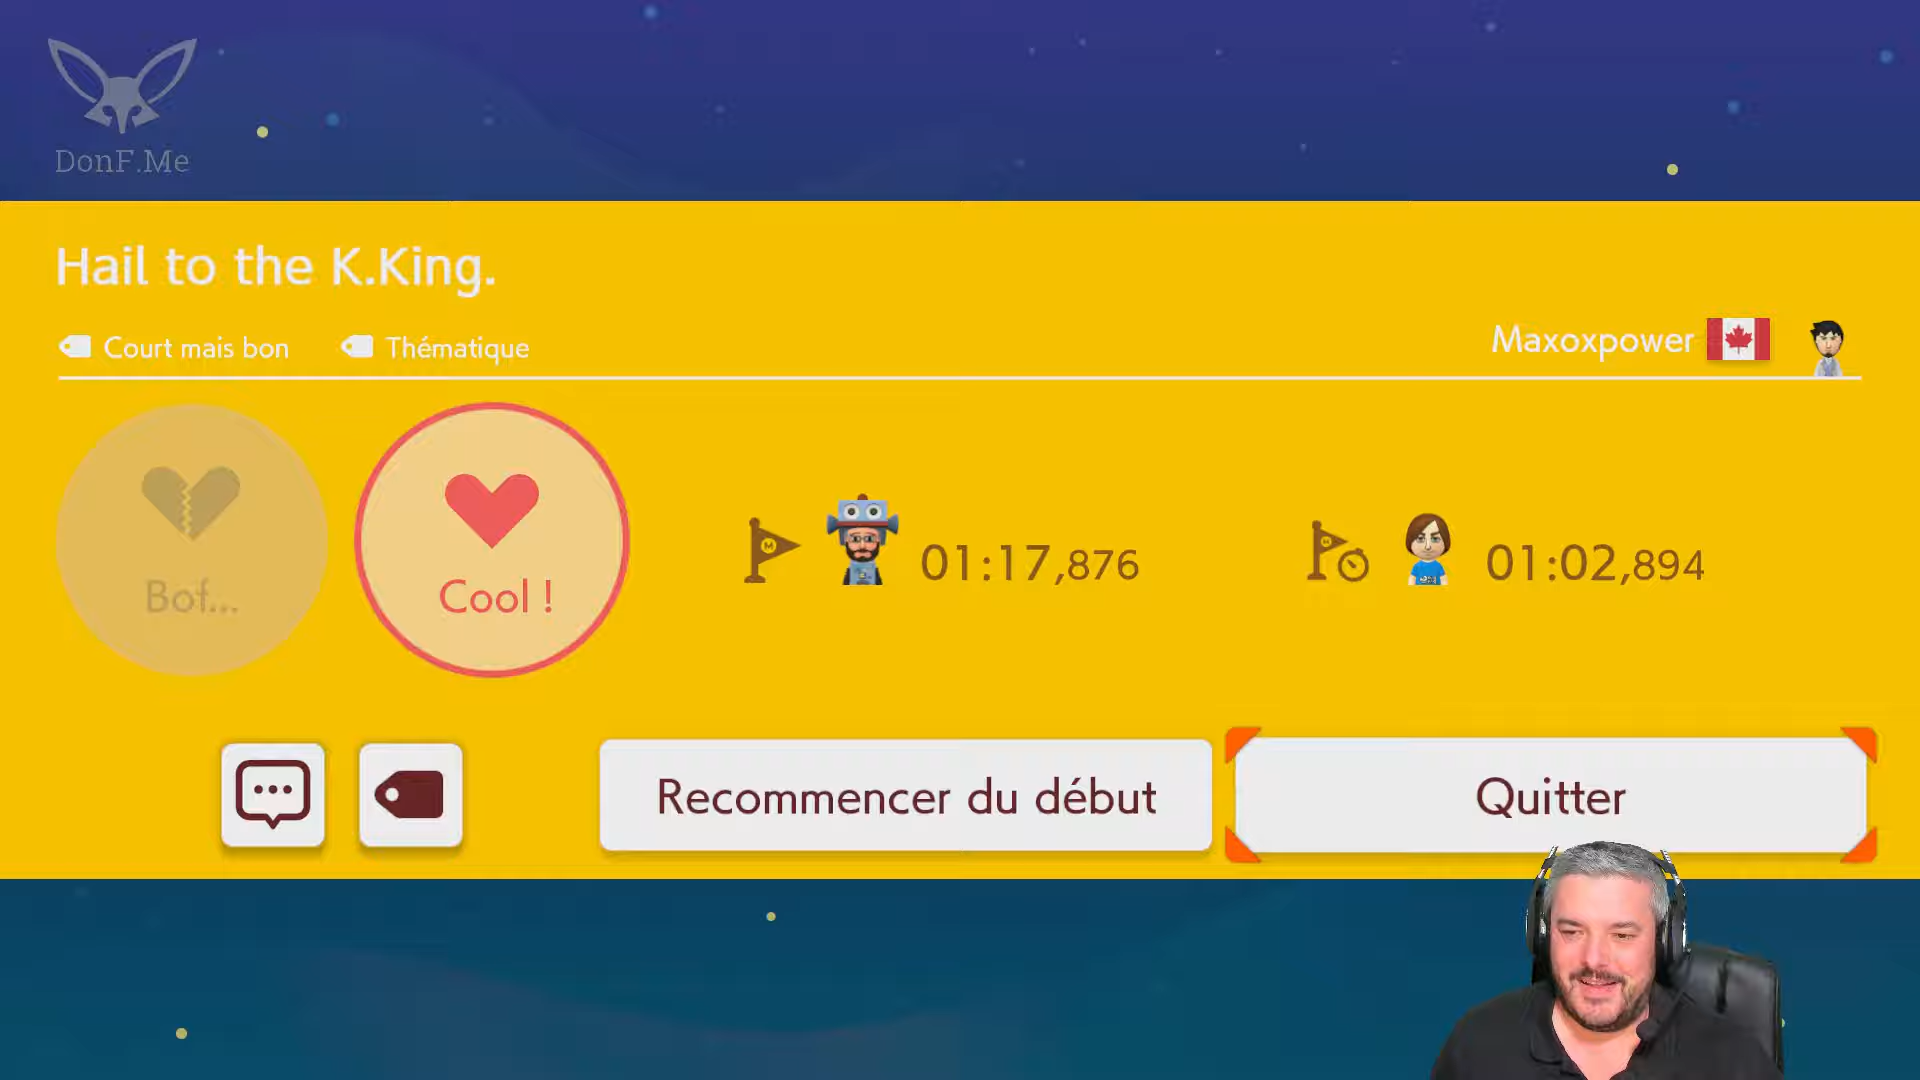 DonF.Me
Hail to the K.King.
Court mais bon
Thématique
Maxoxpower
Bof...
Cool !
M
01:17,876
M
01:02,894
Recommencer du début
Quitter